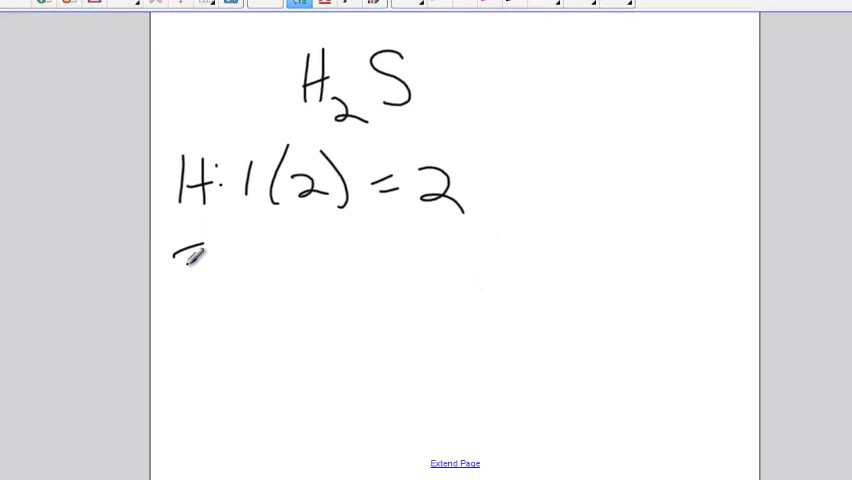 H₂S
H: 1(2) = 2
Extend Page